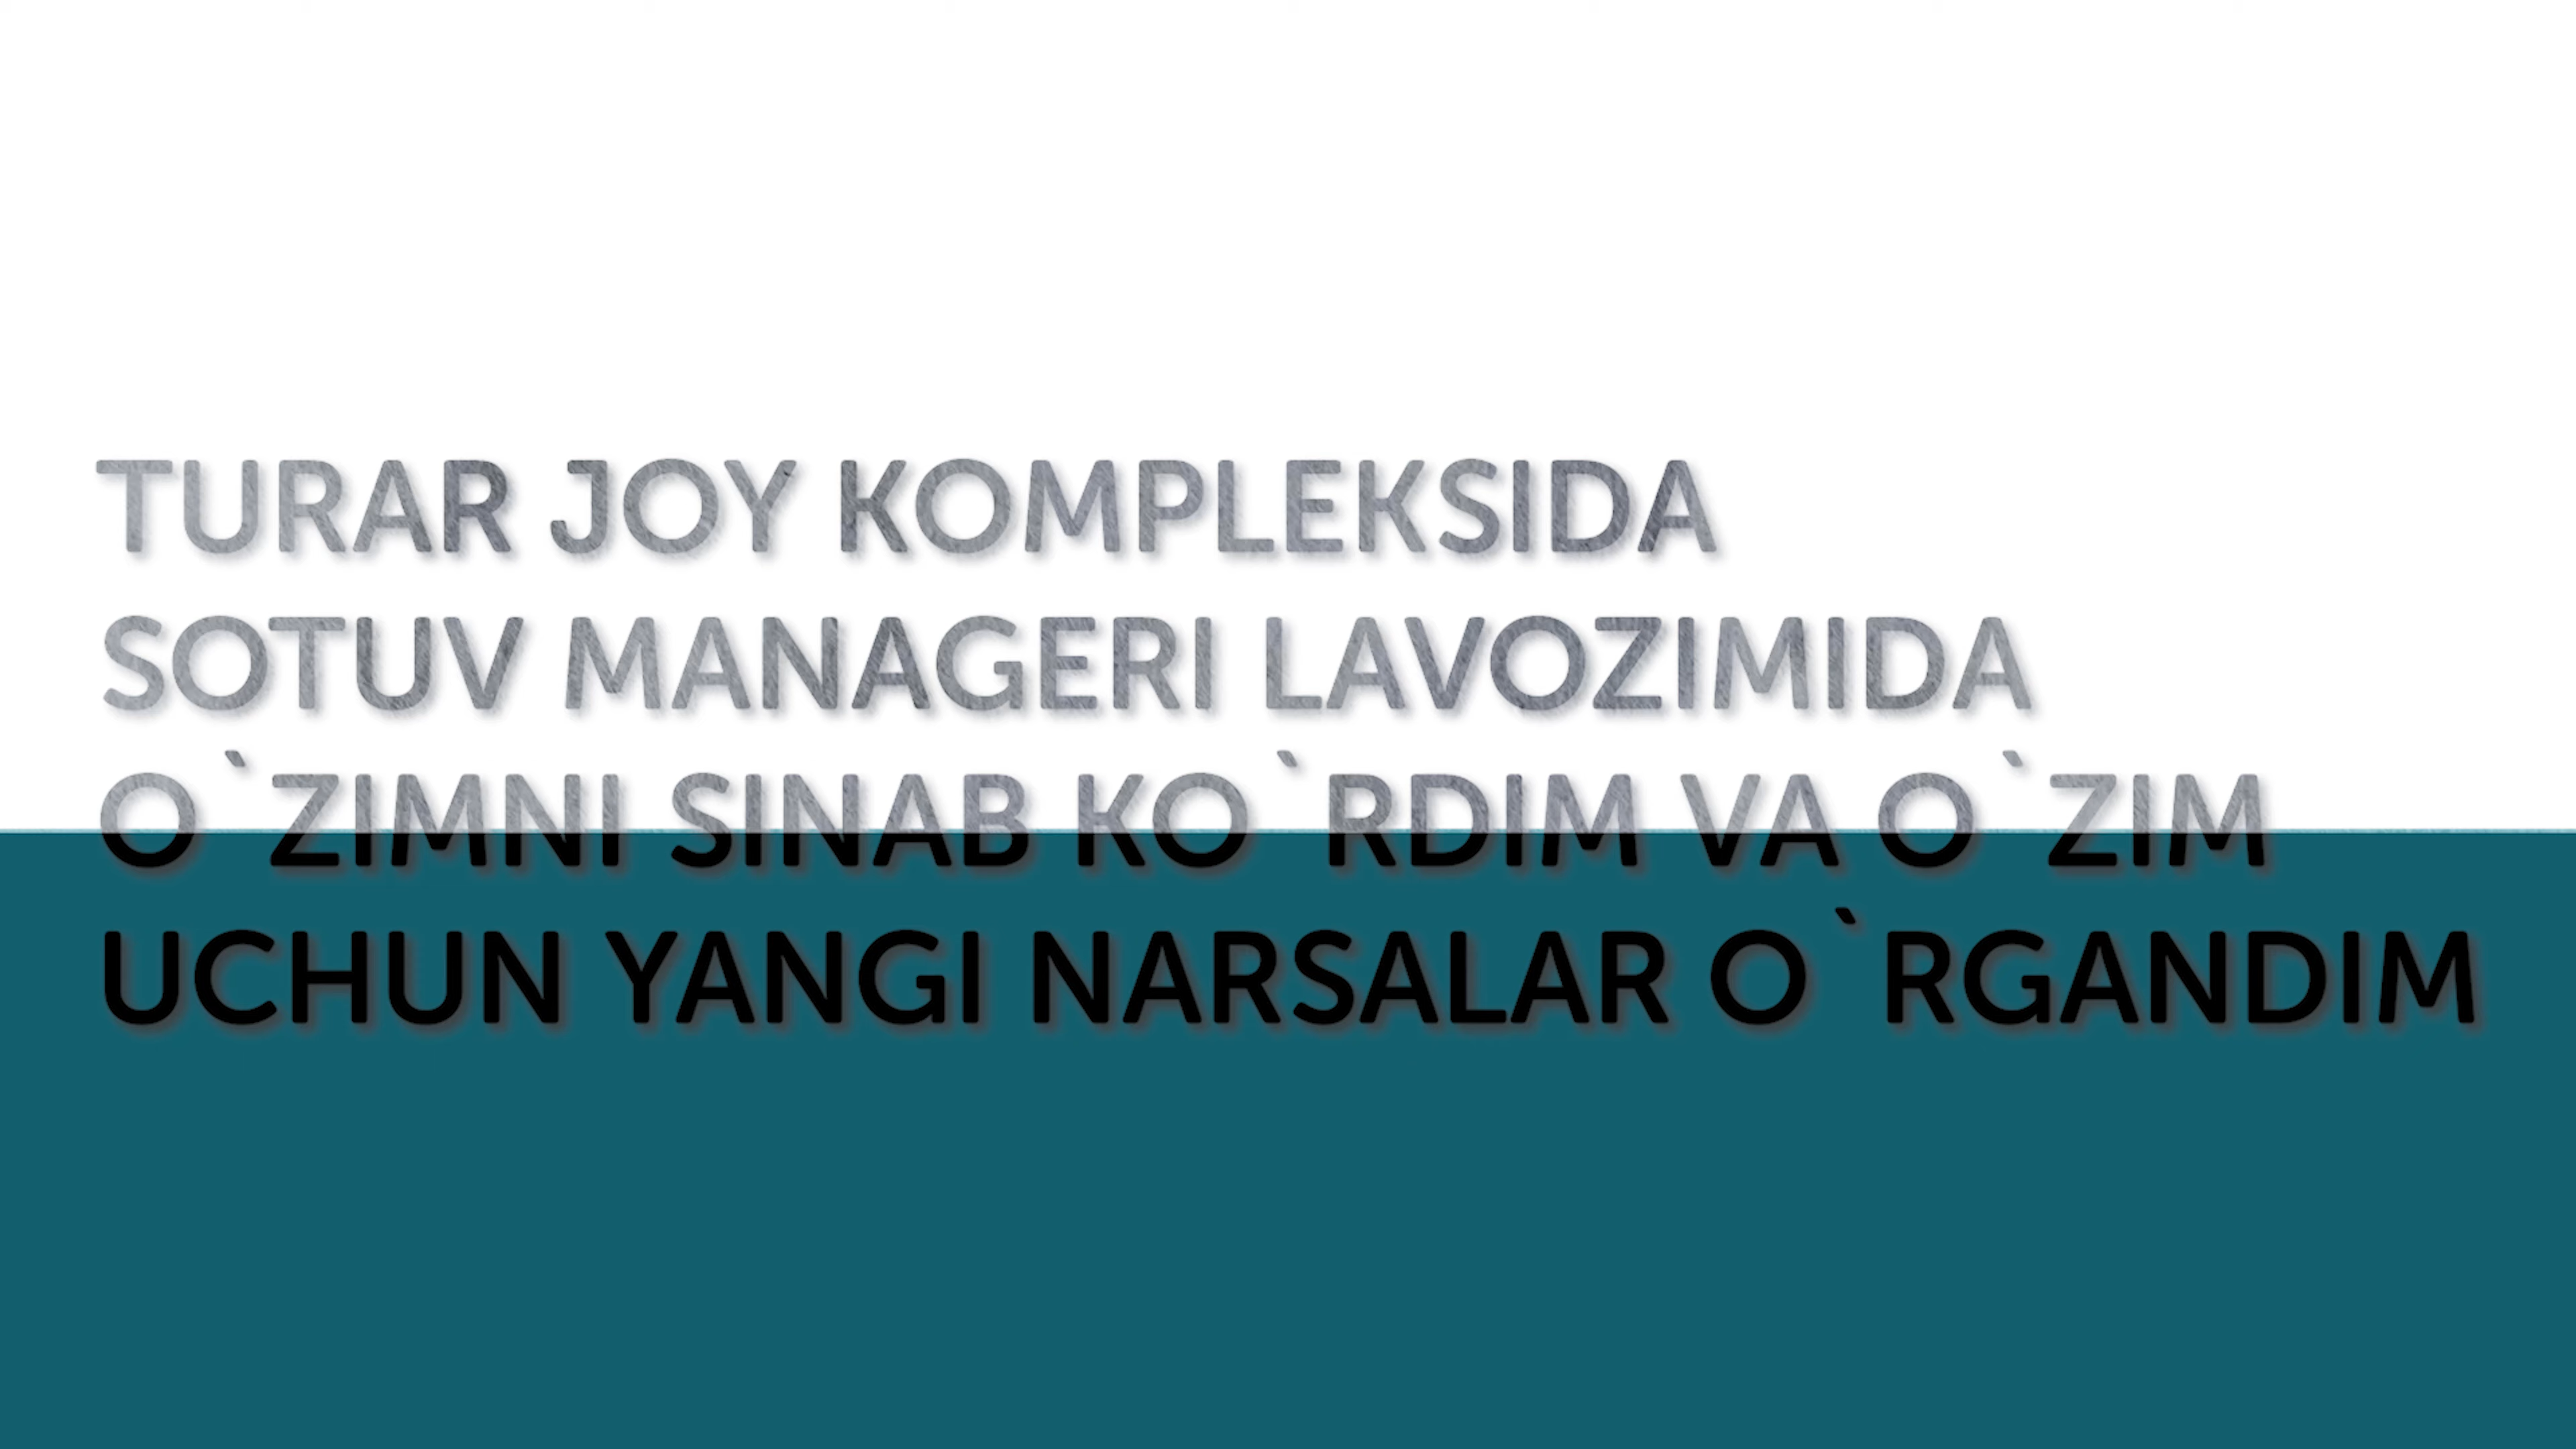 TURAR JOY KOMPLEKSIDA
SOTUV MANAGERI LAVOZIMIDA
O`ZIMNI SINAB KO`RDIM VA O`ZIM
UCHUN YANGI NARSALAR O`RGANDIM